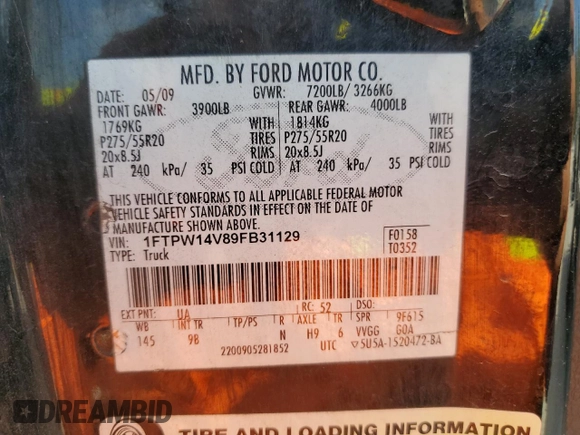 MFD. BY FORD MOTOR CO.
DATE: 05/09 GVWR: 7200LB/ 3266KG
FRONT GAWR: 3900LB REAR GAWR: 4000LB
1769KG WITH 1814KG WITH
P275/55R20 TIRES P275/55R20 TIRES
20x8.5J RIMS 20x8.5J RIMS
AT 240 kPa/ 35 PSI COLD AT 240 kPa/ 35 PSI COLD
THIS VEHICLE CONFORMS TO ALL APPLICABLE FEDERAL MOTOR
VEHICLE SAFETY STANDARDS IN EFFECT ON THE DATE OF
MANUFACTURE SHOWN ABOVE.
VIN: 1FTPW14V89FB31129 F0158
TYPE: Truck T0352
EXT PNT: UA RC: 52 DSO:
WB INT TR TP/PS R AXLE TR SPR 9F615
145 9B N H9 6 VVGG G0A
2200905281852 UTC ▽5U5A-1520472-BA
DREAMBID
TIRE AND LOADING INFORMATION